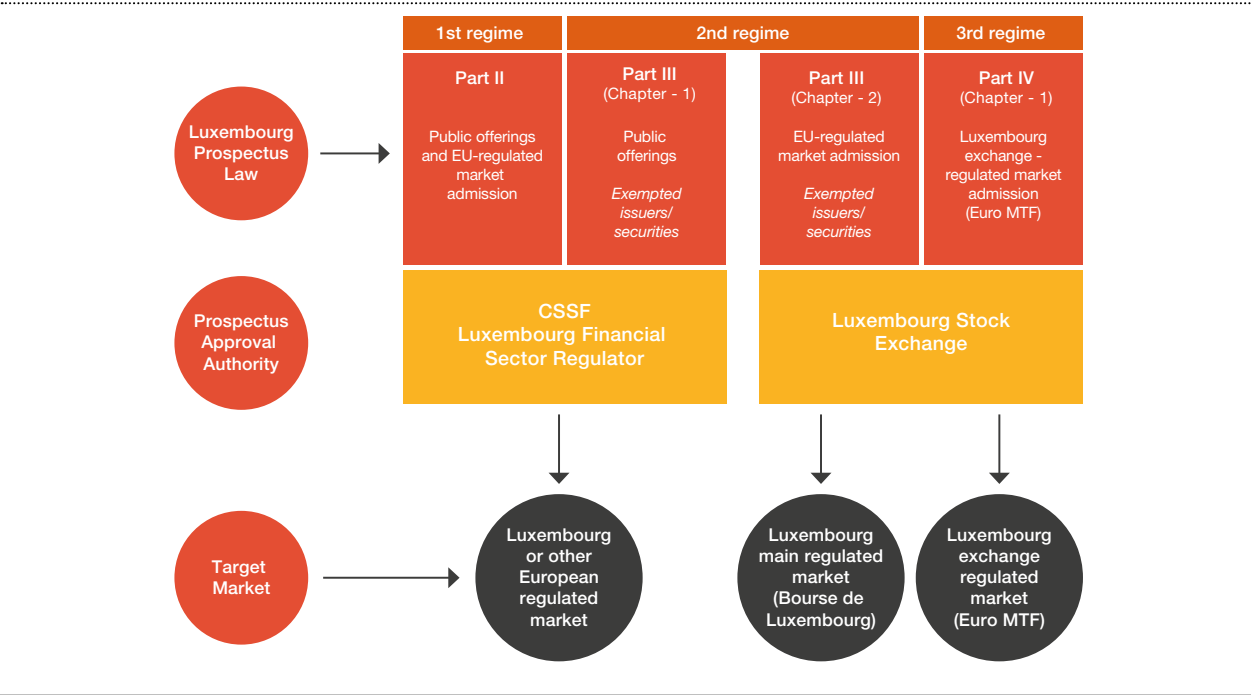 1st regime
2nd regime
3rd regime
Luxembourg
Prospectus
Law
Part II
Public offerings
and EU-regulated
market
admission
Part III
(Chapter - 1)
Public
offerings
Exempted
issuers/
securities
Part III
(Chapter - 2)
EU-regulated
market admission
Exempted
issuers/
securities
Part IV
(Chapter - 1)
Luxembourg
exchange -
regulated market
admission
(Euro MTF)
Prospectus
Approval
Authority
CSSF
Luxembourg Financial
Sector Regulator
Luxembourg Stock
Exchange
Target
Market
Luxembourg
or other
European
regulated
market
Luxembourg
main regulated
market
(Bourse de
Luxembourg)
Luxembourg
exchange
regulated
market
(Euro MTF)